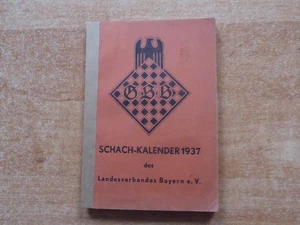 G.S.B
SCHACH-KALENDER 1937
des
Landesverbandes Bayern e. V.